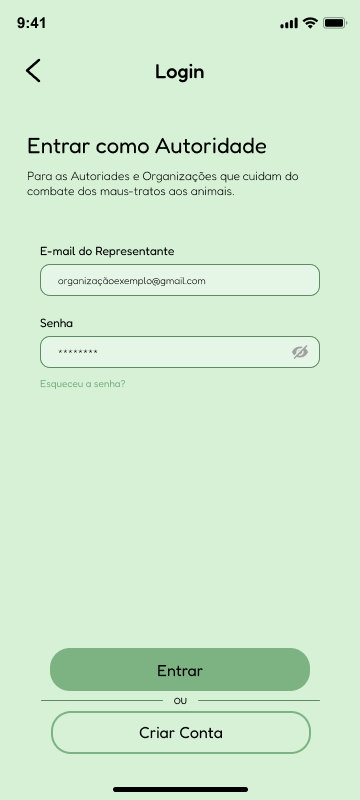 9:41
Login
Entrar como Autoridade
Para as Autoriades e Organizações que cuidam do
combate dos maus-tratos aos animais.
E-mail do Representante
organizaçãoexemplo@gmail.com
Senha
********
Esqueceu a senha?
Entrar
OU
Criar Conta